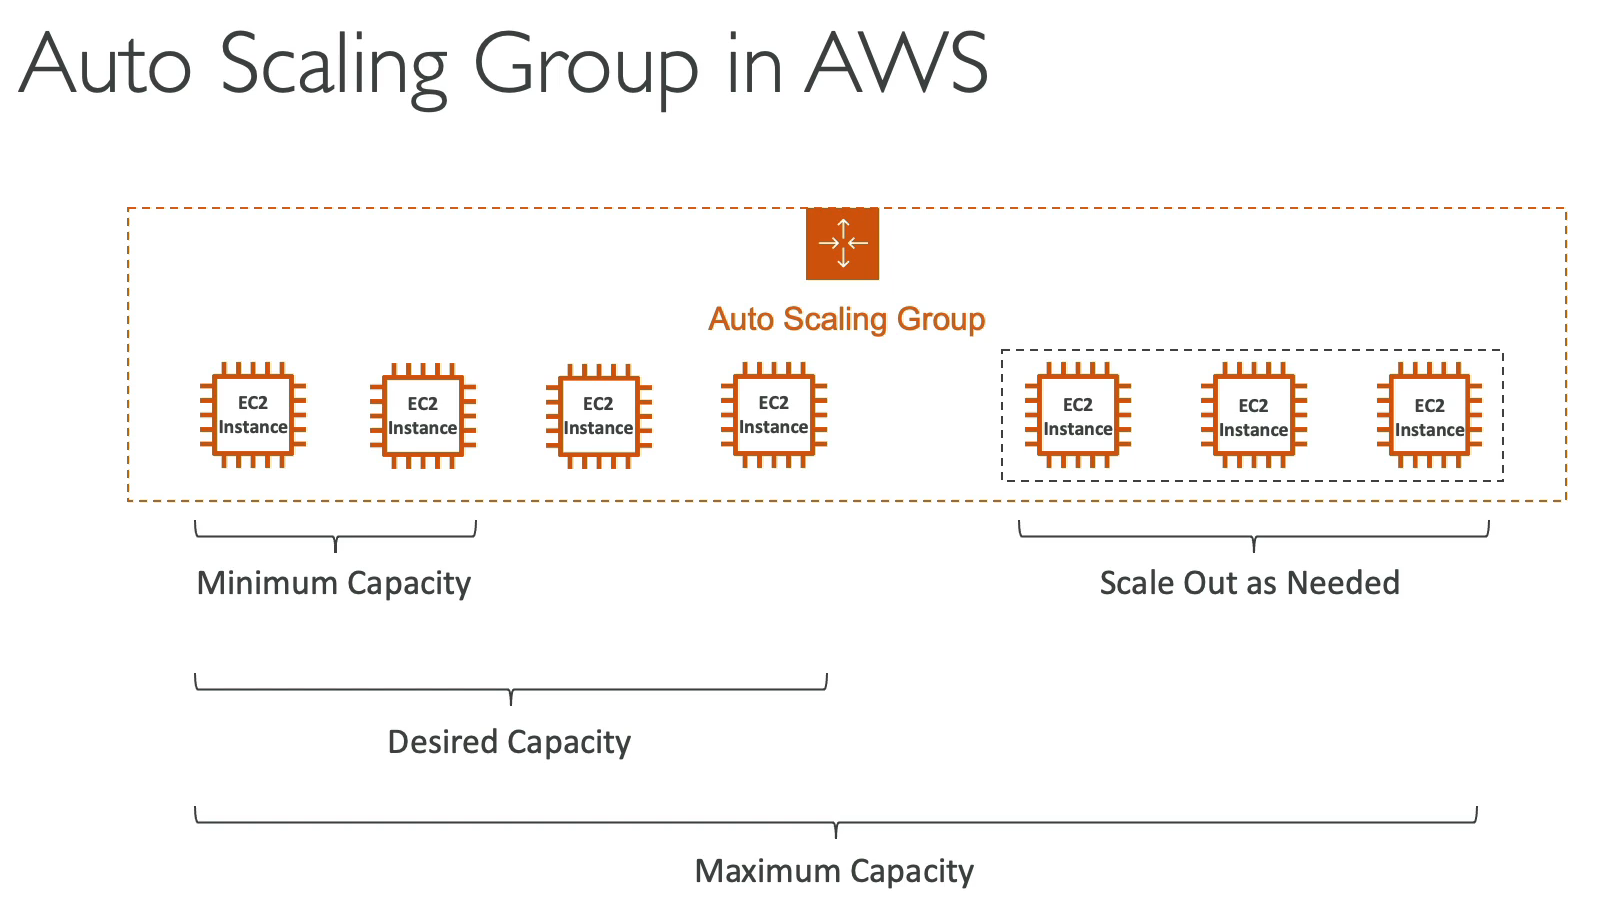 Auto Scaling Group in AWS
Auto Scaling Group
EC2
Instance
EC2
Instance
EC2
Instance
EC2
Instance
EC2
Instance
EC2
Instance
EC2
Instance
Minimum Capacity
Scale Out as Needed
Desired Capacity
Maximum Capacity